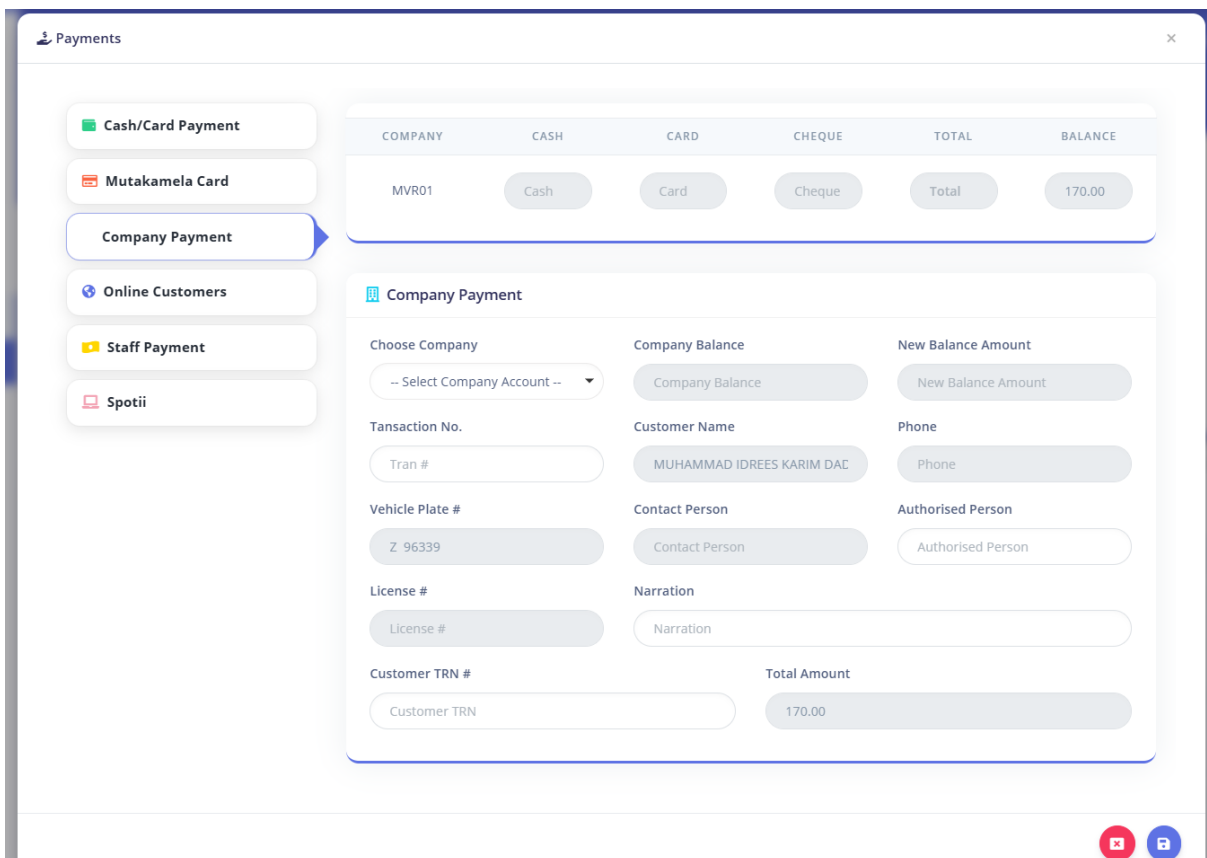 Payments
×
Cash/Card Payment
Mutakamela Card
Company Payment
Online Customers
Staff Payment
Spotii
COMPANY CASH CARD CHEQUE TOTAL BALANCE
MVR01 Cash Card Cheque Total 170.00
Company Payment
Choose Company Company Balance New Balance Amount
-- Select Company Account -- Company Balance New Balance Amount
Tansaction No. Customer Name Phone
Tran # MUHAMMAD IDREES KARIM DAD Phone
Vehicle Plate # Contact Person Authorised Person
Z 96339 Contact Person Authorised Person
License # Narration
License # Narration
Customer TRN # Total Amount
Customer TRN 170.00